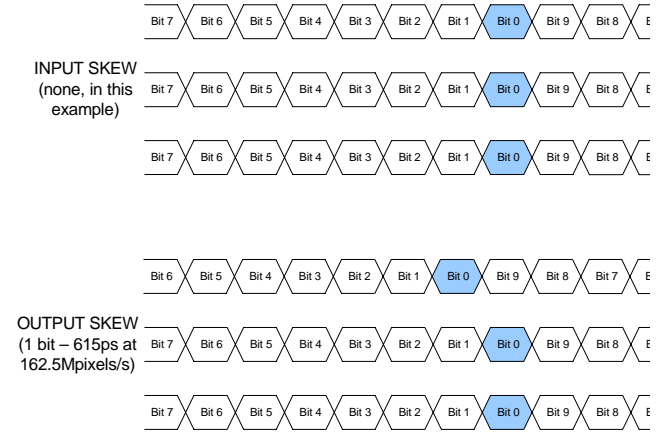 Bit 7 Bit 6 Bit 5 Bit 4 Bit 3 Bit 2 Bit 1 Bit 0 Bit 9 Bit 8
INPUT SKEW
(none, in this
example)
Bit 7 Bit 6 Bit 5 Bit 4 Bit 3 Bit 2 Bit 1 Bit 0 Bit 9 Bit 8
Bit 7 Bit 6 Bit 5 Bit 4 Bit 3 Bit 2 Bit 1 Bit 0 Bit 9 Bit 8
Bit 6 Bit 5 Bit 4 Bit 3 Bit 2 Bit 1 Bit 0 Bit 9 Bit 8 Bit 7
OUTPUT SKEW
(1 bit – 615ps at
162.5Mpixels/s)
Bit 7 Bit 6 Bit 5 Bit 4 Bit 3 Bit 2 Bit 1 Bit 0 Bit 9 Bit 8
Bit 7 Bit 6 Bit 5 Bit 4 Bit 3 Bit 2 Bit 1 Bit 0 Bit 9 Bit 8